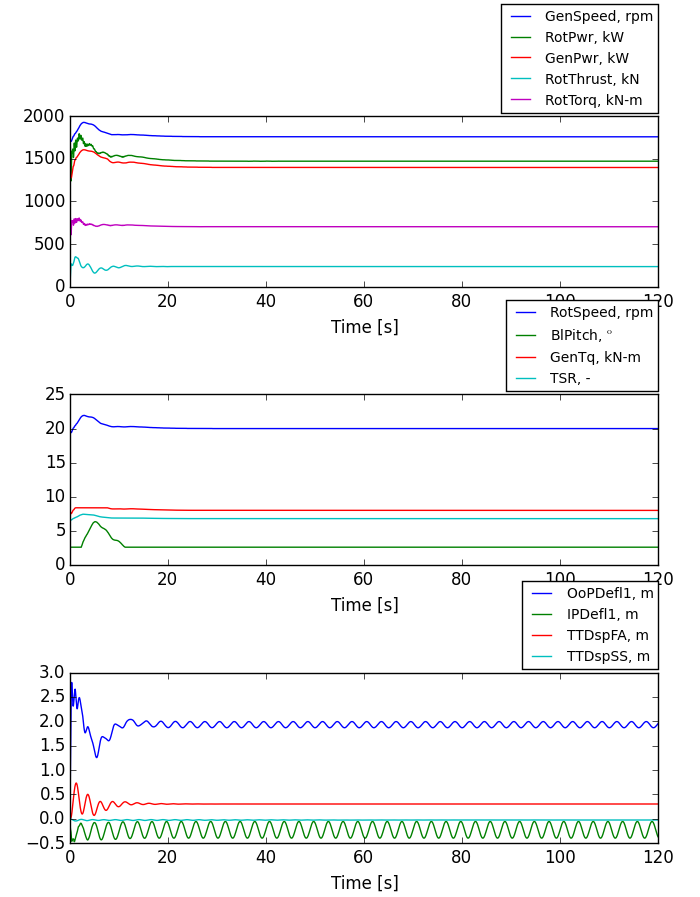 GenSpeed, rpm
RotPwr, kW
GenPwr, kW
RotThrust, kN
RotTorq, kN-m
2000
1500
1000
500
0
0 20 40 60 80 100 120
Time [s]
RotSpeed, rpm
BlPitch, °
GenTq, kN-m
TSR, -
25
20
15
10
5
0
0 20 40 60 80 100 120
Time [s]
OoPDefl1, m
IPDefl1, m
TTDspFA, m
TTDspSS, m
3.0
2.5
2.0
1.5
1.0
0.5
0.0
−0.5
0 20 40 60 80 100 120
Time [s]